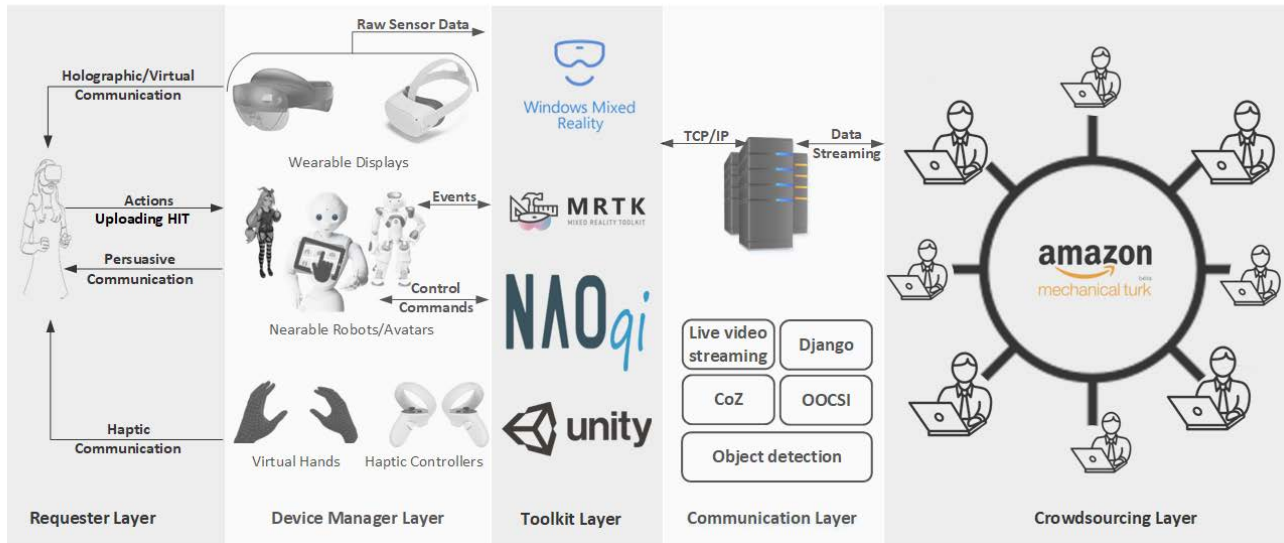 Raw Sensor Data
Holographic/Virtual
Communication
Wearable Displays
Actions
Uploading HIT
Persuasive
Communication
Events
Control
Commands
Nearable Robots/Avatars
Haptic
Communication
Virtual Hands
Haptic Controllers
Windows Mixed
Reality
MRTK
MIXED REALITY TOOLKIT
NAOqi
unity
TCP/IP
Data
Streaming
Live video
streaming
Django
CoZ
OOCSI
Object detection
amazon
beta
mechanical turk
Requester Layer
Device Manager Layer
Toolkit Layer
Communication Layer
Crowdsourcing Layer